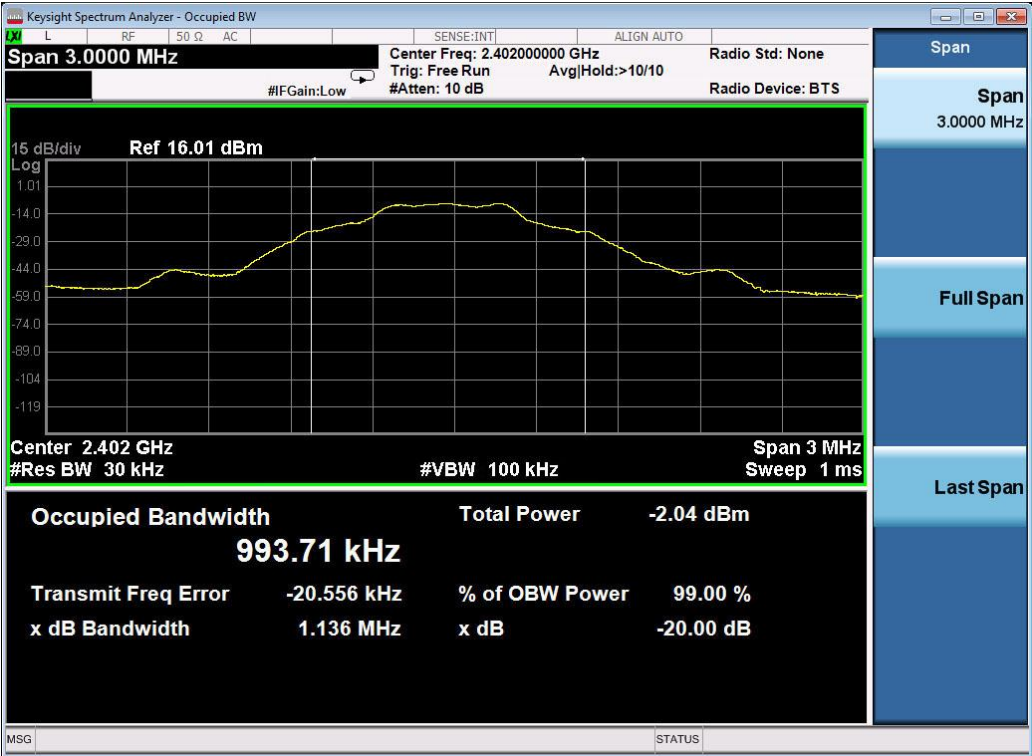 Keysight Spectrum Analyzer - Occupied BW
LXI L RF 50 Ω AC SENSE:INT ALIGN AUTO
Span 3.0000 MHz
Center Freq: 2.402000000 GHz
Radio Std: None
Trig: Free Run Avg|Hold:>10/10
#IFGain:Low
#Atten: 10 dB
Radio Device: BTS
Span
Span
3.0000 MHz
Full Span
Last Span
15 dB/div Ref 16.01 dBm
Log
1.01
-14.0
-29.0
-44.0
-59.0
-74.0
-89.0
-104
-119
Center 2.402 GHz Span 3 MHz
#Res BW 30 kHz #VBW 100 kHz Sweep 1 ms
Occupied Bandwidth Total Power -2.04 dBm
993.71 kHz
Transmit Freq Error -20.556 kHz % of OBW Power 99.00 %
x dB Bandwidth 1.136 MHz x dB -20.00 dB
MSG STATUS